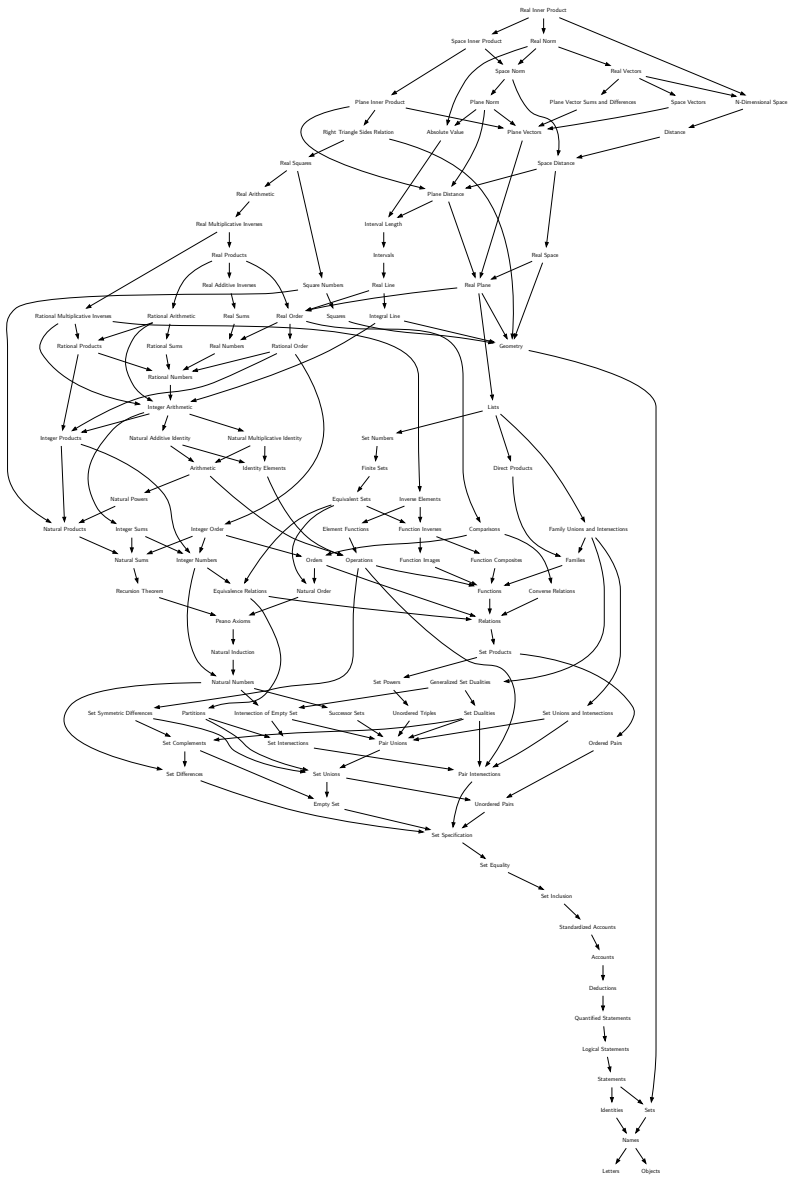 Real Inner Product
Space Inner Product
Real Norm
Space Norm
Real Vectors
Plane Inner Product
Plane Norm
Plane Vector Sums and Differences
Space Vectors
N-Dimensional Space
Right Triangle Sides Relation
Absolute Value
Plane Vectors
Distance
Real Squares
Space Distance
Real Arithmetic
Plane Distance
Real Multiplicative Inverses
Interval Length
Real Products
Intervals
Real Space
Real Additive Inverses
Square Numbers
Real Line
Real Plane
Rational Multiplicative Inverses
Rational Arithmetic
Real Sums
Real Order
Squares
Integral Line
Rational Products
Rational Sums
Real Numbers
Rational Order
Geometry
Rational Numbers
Integer Arithmetic
Lists
Integer Products
Natural Additive Identity
Natural Multiplicative Identity
Set Numbers
Arithmetic
Identity Elements
Finite Sets
Direct Products
Natural Powers
Equivalent Sets
Inverse Elements
Natural Products
Integer Sums
Integer Order
Element Functions
Function Inverses
Comparisons
Family Unions and Intersections
Natural Sums
Integer Numbers
Orders
Operations
Function Images
Function Composites
Families
Recursion Theorem
Equivalence Relations
Natural Order
Functions
Converse Relations
Peano Axioms
Relations
Natural Induction
Set Products
Natural Numbers
Set Powers
Generalized Set Dualities
Set Symmetric Differences
Partitions
Intersection of Empty Set
Successor Sets
Unordered Triples
Set Dualities
Set Unions and Intersections
Set Complements
Set Intersections
Pair Unions
Ordered Pairs
Set Differences
Set Unions
Pair Intersections
Empty Set
Unordered Pairs
Set Specification
Set Equality
Set Inclusion
Standardized Accounts
Accounts
Deductions
Quantified Statements
Logical Statements
Statements
Identities
Sets
Names
Letters
Objects